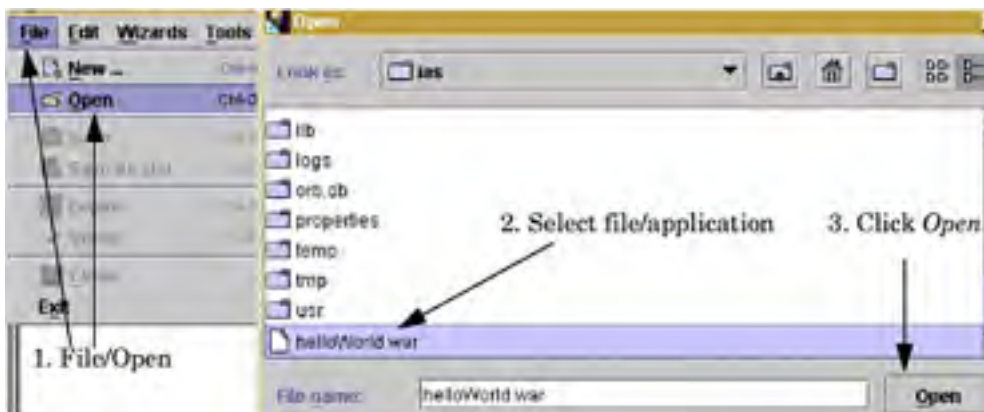 File Edit Wizards Tools
New ...
Open Ctrl-O
Exit
1. File/Open
Open
Look in: ias
lib
logs
orb.db
properties
temp
tmp
usr
helloWorld.war
2. Select file/application
3. Click Open
File name: helloWorld.war
Open